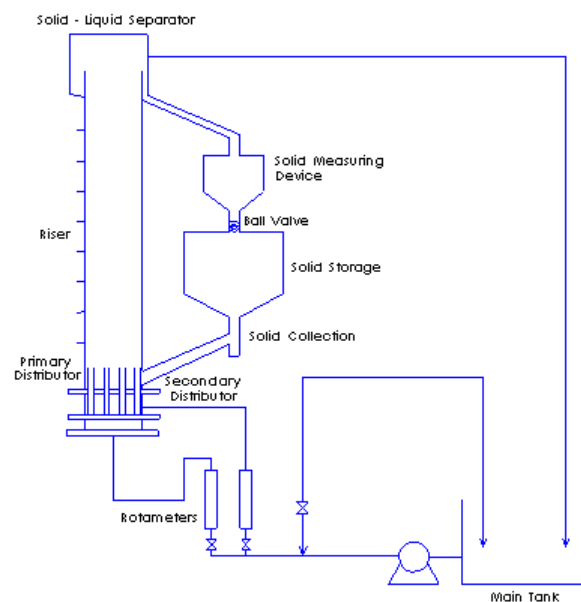 Solid - Liquid Separator
Solid Measuring
Device
Ball Valve
Riser
Solid Storage
Solid Collection
Primary
Distributor
Secondary
Distributor
Rotameters
Main Tank